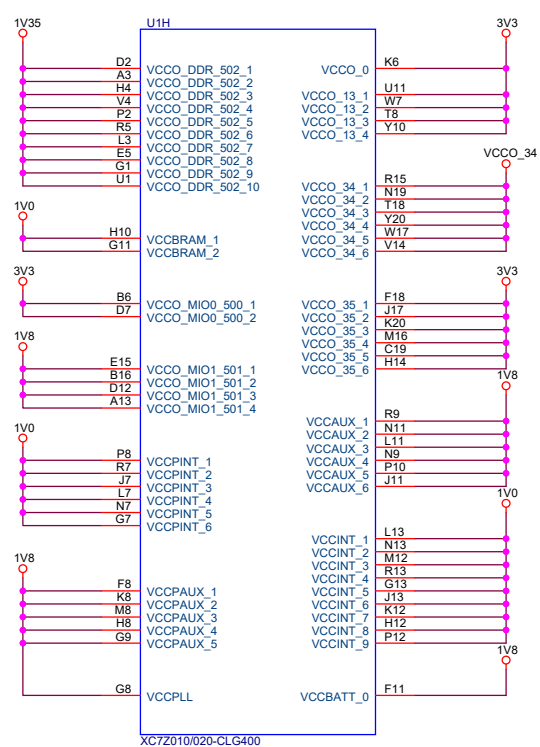 U1H
1V35
D2 VCCO_DDR_502_1
A3 VCCO_DDR_502_2
H4 VCCO_DDR_502_3
V4 VCCO_DDR_502_4
P2 VCCO_DDR_502_5
R5 VCCO_DDR_502_6
L3 VCCO_DDR_502_7
E5 VCCO_DDR_502_8
G1 VCCO_DDR_502_9
U1 VCCO_DDR_502_10
1V0
H10 VCCBRAM_1
G11 VCCBRAM_2
3V3
B6 VCCO_MIO0_500_1
D7 VCCO_MIO0_500_2
1V8
E15 VCCO_MIO1_501_1
B16 VCCO_MIO1_501_2
D12 VCCO_MIO1_501_3
A13 VCCO_MIO1_501_4
1V0
P8 VCCPINT_1
R7 VCCPINT_2
J7 VCCPINT_3
L7 VCCPINT_4
N7 VCCPINT_5
G7 VCCPINT_6
1V8
F8 VCCPAUX_1
K8 VCCPAUX_2
M8 VCCPAUX_3
H8 VCCPAUX_4
G9 VCCPAUX_5
G8 VCCPLL
3V3
VCCO_0 K6
VCCO_13_1 U11
VCCO_13_2 W7
VCCO_13_3 T8
VCCO_13_4 Y10
VCCO_34
VCCO_34_1 R15
VCCO_34_2 N19
VCCO_34_3 T18
VCCO_34_4 Y20
VCCO_34_5 W17
VCCO_34_6 V14
3V3
VCCO_35_1 F18
VCCO_35_2 J17
VCCO_35_3 K20
VCCO_35_4 M16
VCCO_35_5 C19
VCCO_35_6 H14
1V8
VCCAUX_1 R9
VCCAUX_2 N11
VCCAUX_3 L11
VCCAUX_4 N9
VCCAUX_5 P10
VCCAUX_6 J11
1V0
VCCINT_1 L13
VCCINT_2 N13
VCCINT_3 M12
VCCINT_4 R13
VCCINT_5 G13
VCCINT_6 J13
VCCINT_7 K12
VCCINT_8 H12
VCCINT_9 P12
1V8
VCCBATT_0 F11
XC7Z010/020-CLG400